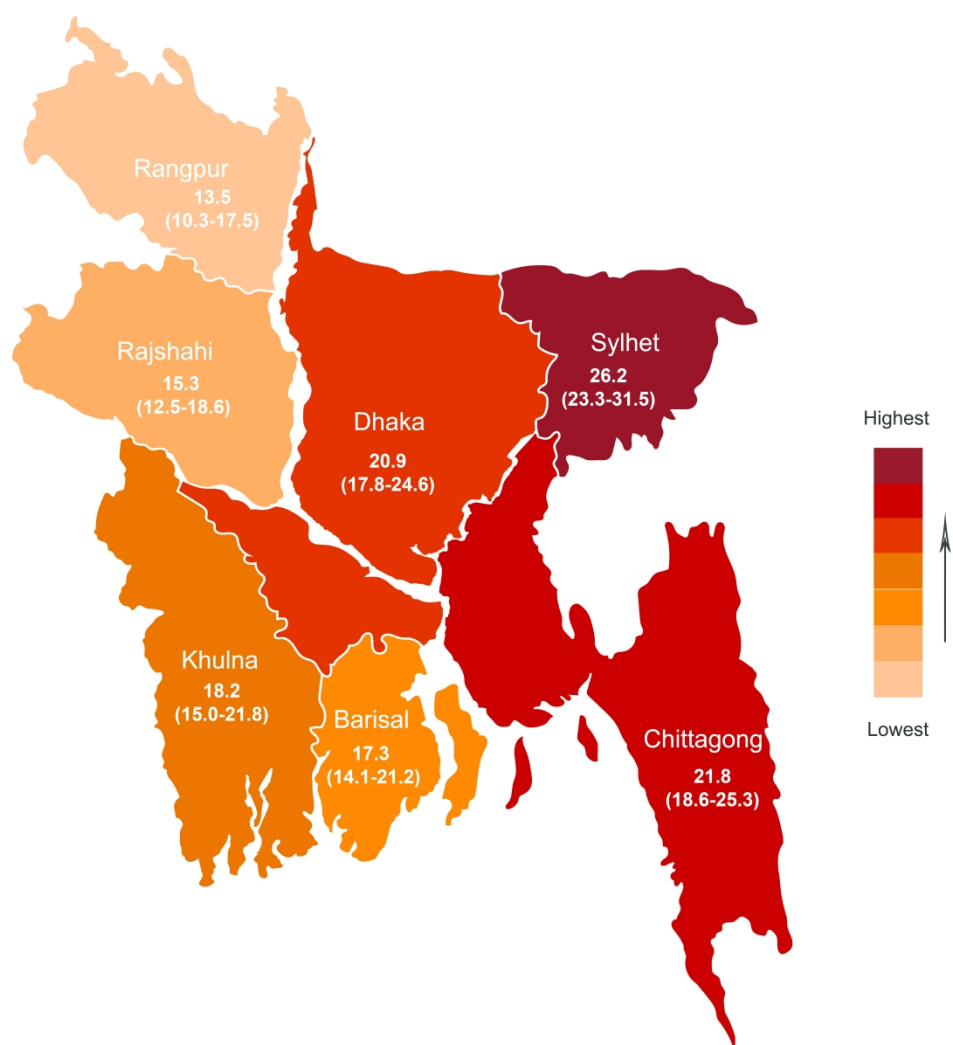 Rangpur
13.5
(10.3-17.5)
Rajshahi
15.3
(12.5-18.6)
Dhaka
20.9
(17.8-24.6)
Sylhet
26.2
(23.3-31.5)
Khulna
18.2
(15.0-21.8)
Barisal
17.3
(14.1-21.2)
Chittagong
21.8
(18.6-25.3)
Highest
Lowest